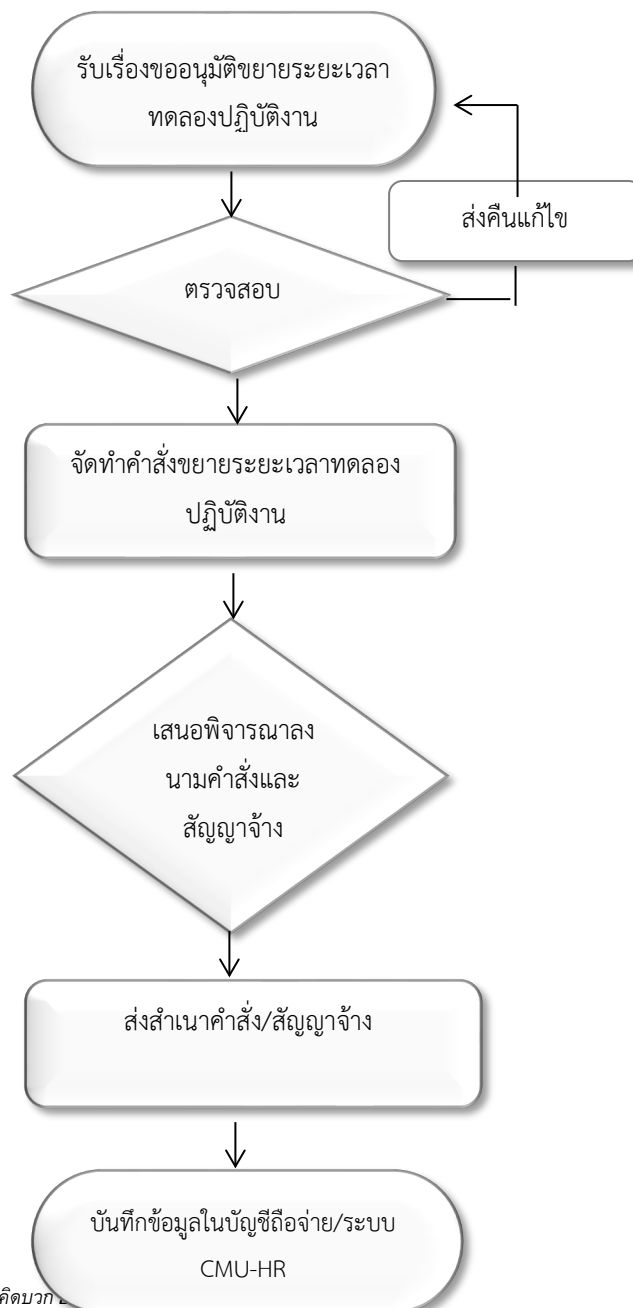 รับเรื่องขออนุมัติขยายระยะเวลา
ทดลองปฏิบัติงาน
ส่งคืนแก้ไข
ตรวจสอบ
จัดทำคำสั่งขยายระยะเวลาทดลอง
ปฏิบัติงาน
เสนอพิจารณาลง
นามคำสั่งและ
สัญญาจ้าง
ส่งสำเนาคำสั่ง/สัญญาจ้าง
บันทึกข้อมูลในบัญชีถือจ่าย/ระบบ
CMU-HR
คิดบวก